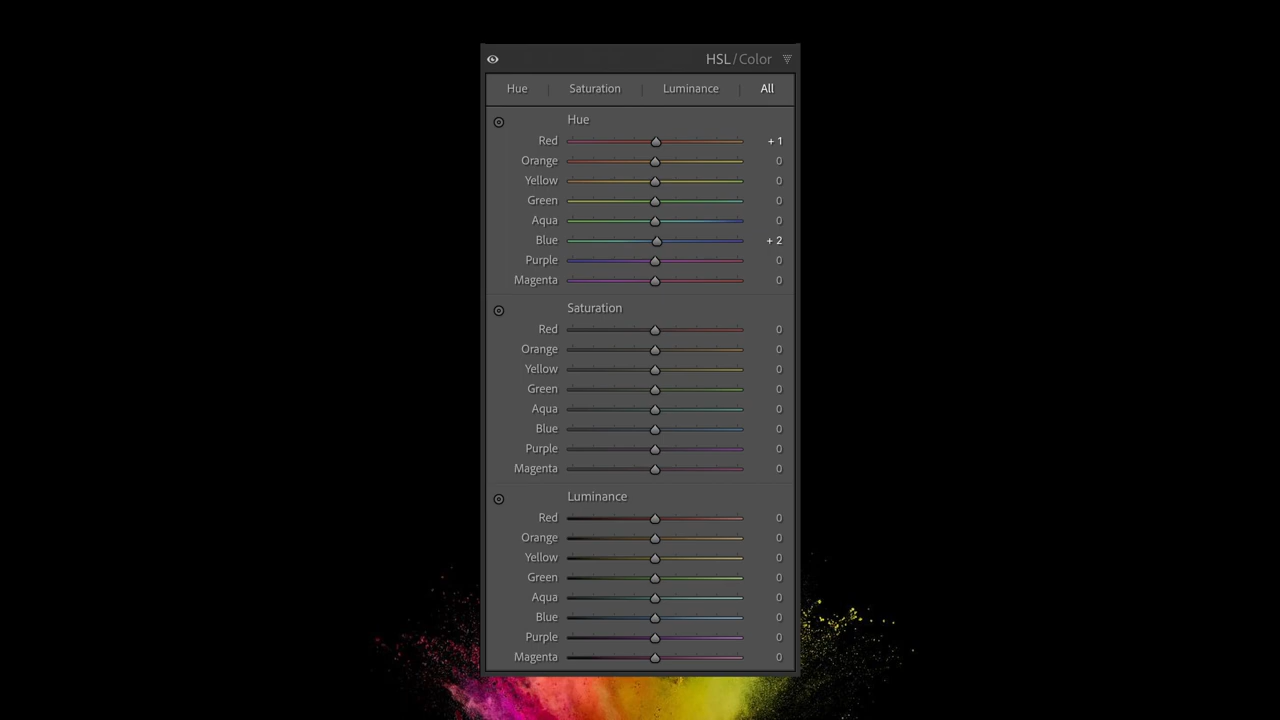 HSL / Color
Hue | Saturation | Luminance | All
Hue
Red + 1
Orange 0
Yellow 0
Green 0
Aqua 0
Blue + 2
Purple 0
Magenta 0
Saturation
Red 0
Orange 0
Yellow 0
Green 0
Aqua 0
Blue 0
Purple 0
Magenta 0
Luminance
Red 0
Orange 0
Yellow 0
Green 0
Aqua 0
Blue 0
Purple 0
Magenta 0